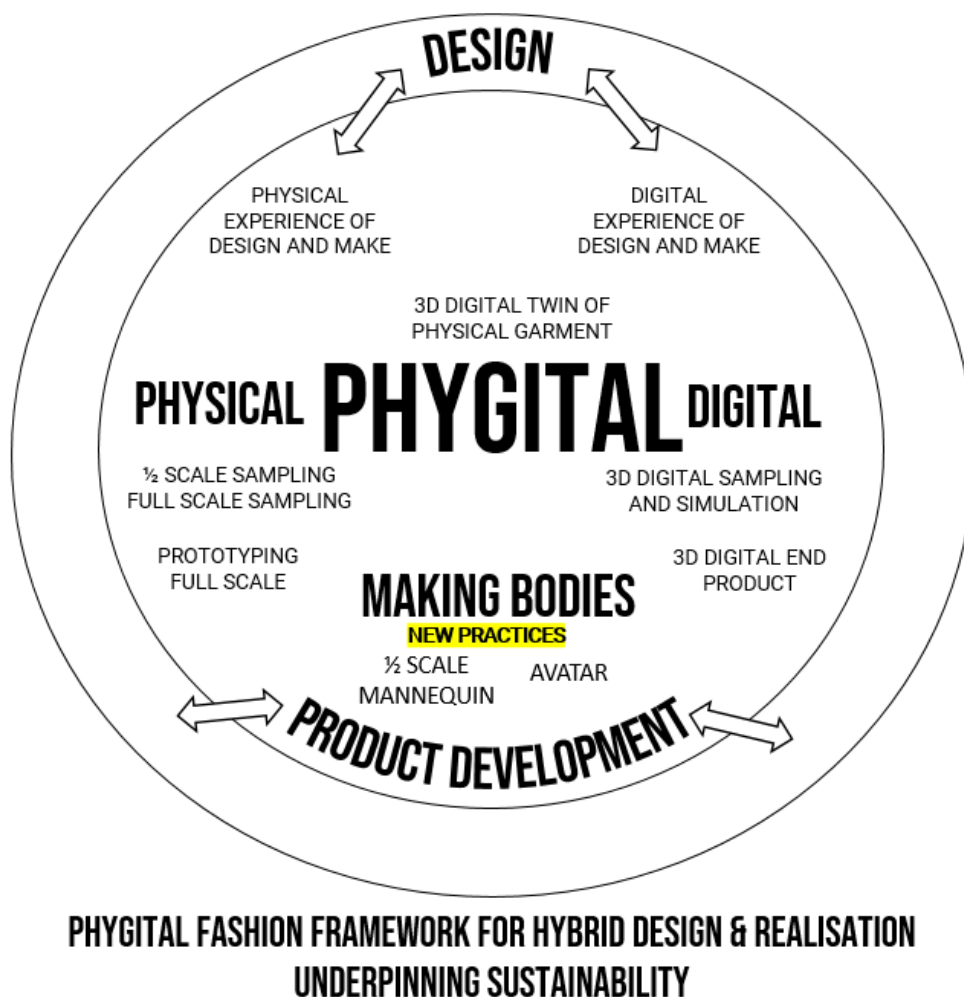 DESIGN
PHYSICAL
EXPERIENCE OF
DESIGN AND MAKE
DIGITAL
EXPERIENCE OF
DESIGN AND MAKE
3D DIGITAL TWIN OF
PHYSICAL GARMENT
PHYSICAL PHYGITAL DIGITAL
½ SCALE SAMPLING
FULL SCALE SAMPLING
3D DIGITAL SAMPLING
AND SIMULATION
PROTOTYPING
FULL SCALE
3D DIGITAL END
PRODUCT
MAKING BODIES
NEW PRACTICES
½ SCALE
MANNEQUIN
AVATAR
PRODUCT DEVELOPMENT
PHYGITAL FASHION FRAMEWORK FOR HYBRID DESIGN & REALISATION
UNDERPINNING SUSTAINABILITY